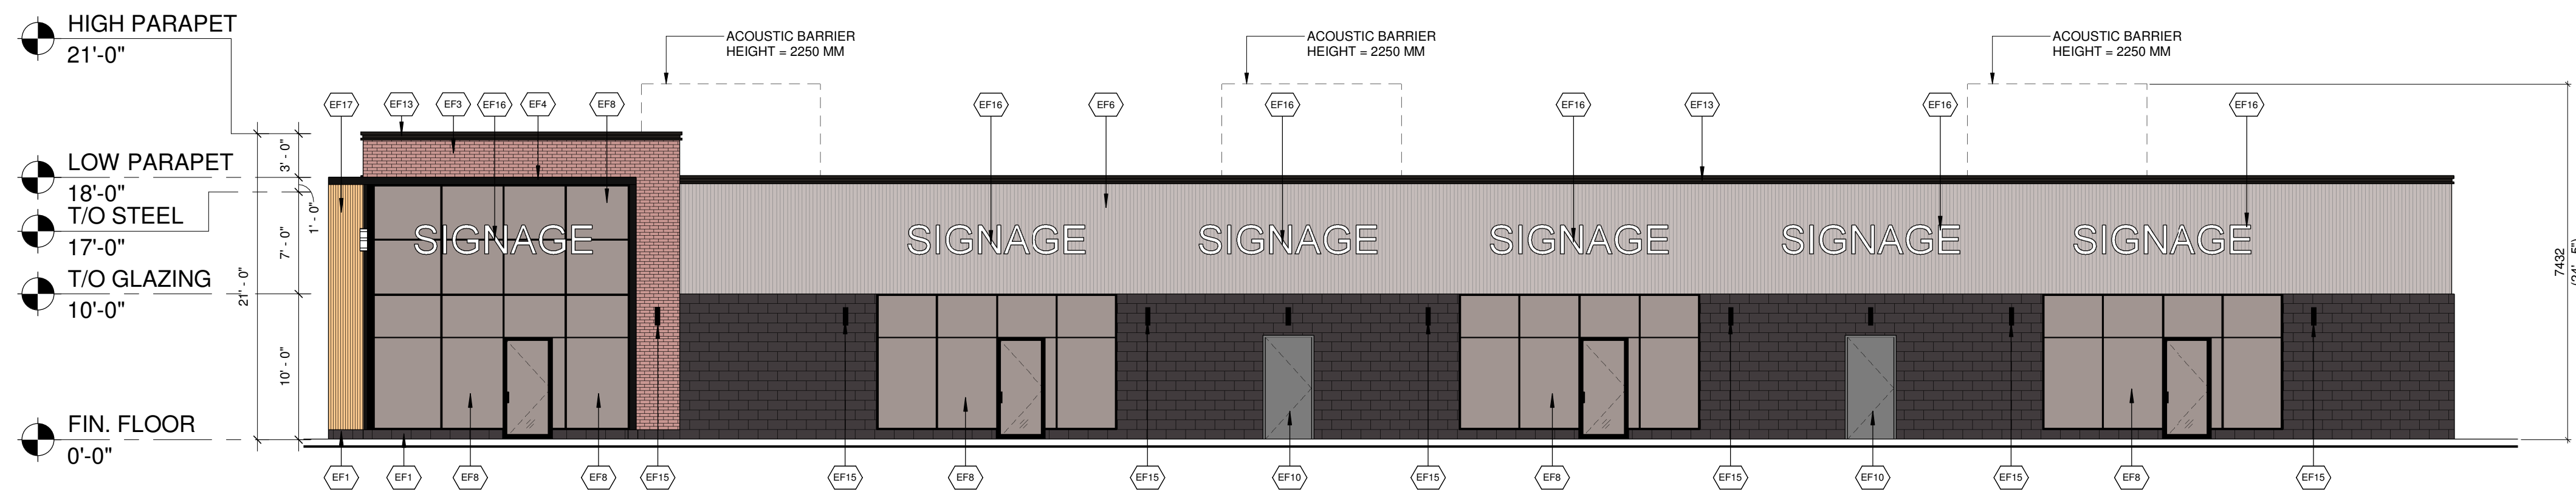 HIGH PARAPET
21'-0"
LOW PARAPET
18'-0"
T/O STEEL
17'-0"
T/O GLAZING
10'-0"
FIN. FLOOR
0'-0"
21' - 0"
3' - 0"
1' - 0"
7' - 0"
10' - 0"
ACOUSTIC BARRIER
HEIGHT = 2250 MM
ACOUSTIC BARRIER
HEIGHT = 2250 MM
ACOUSTIC BARRIER
HEIGHT = 2250 MM
EF17 EF13 EF3 EF16 EF4 EF8 EF16 EF6 EF16 EF16 EF13 EF16 EF16
SIGNAGE SIGNAGE SIGNAGE SIGNAGE SIGNAGE SIGNAGE
EF1 EF1 EF8 EF8 EF15 EF15 EF8 EF15 EF10 EF15 EF8 EF15 EF10 EF15 EF8 EF15
7432